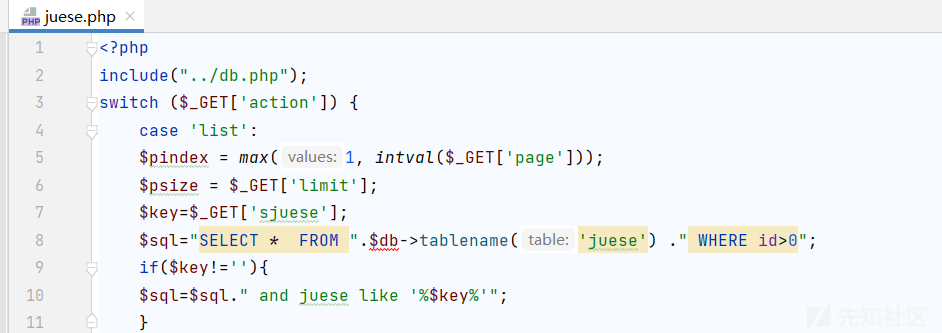 juese.php ×
1 <?php
2 include("../db.php");
3 switch ($_GET['action']) {
4 case 'list':
5 $pindex = max( values: 1, intval($_GET['page']));
6 $psize = $_GET['limit'];
7 $key=$_GET['sjuese'];
8 $sql="SELECT *  FROM ".$db->tablename( table: 'juese') ." WHERE id>0";
9 if($key!=''){
10 $sql=$sql." and juese like '%$key%'";
11 }
先知社区